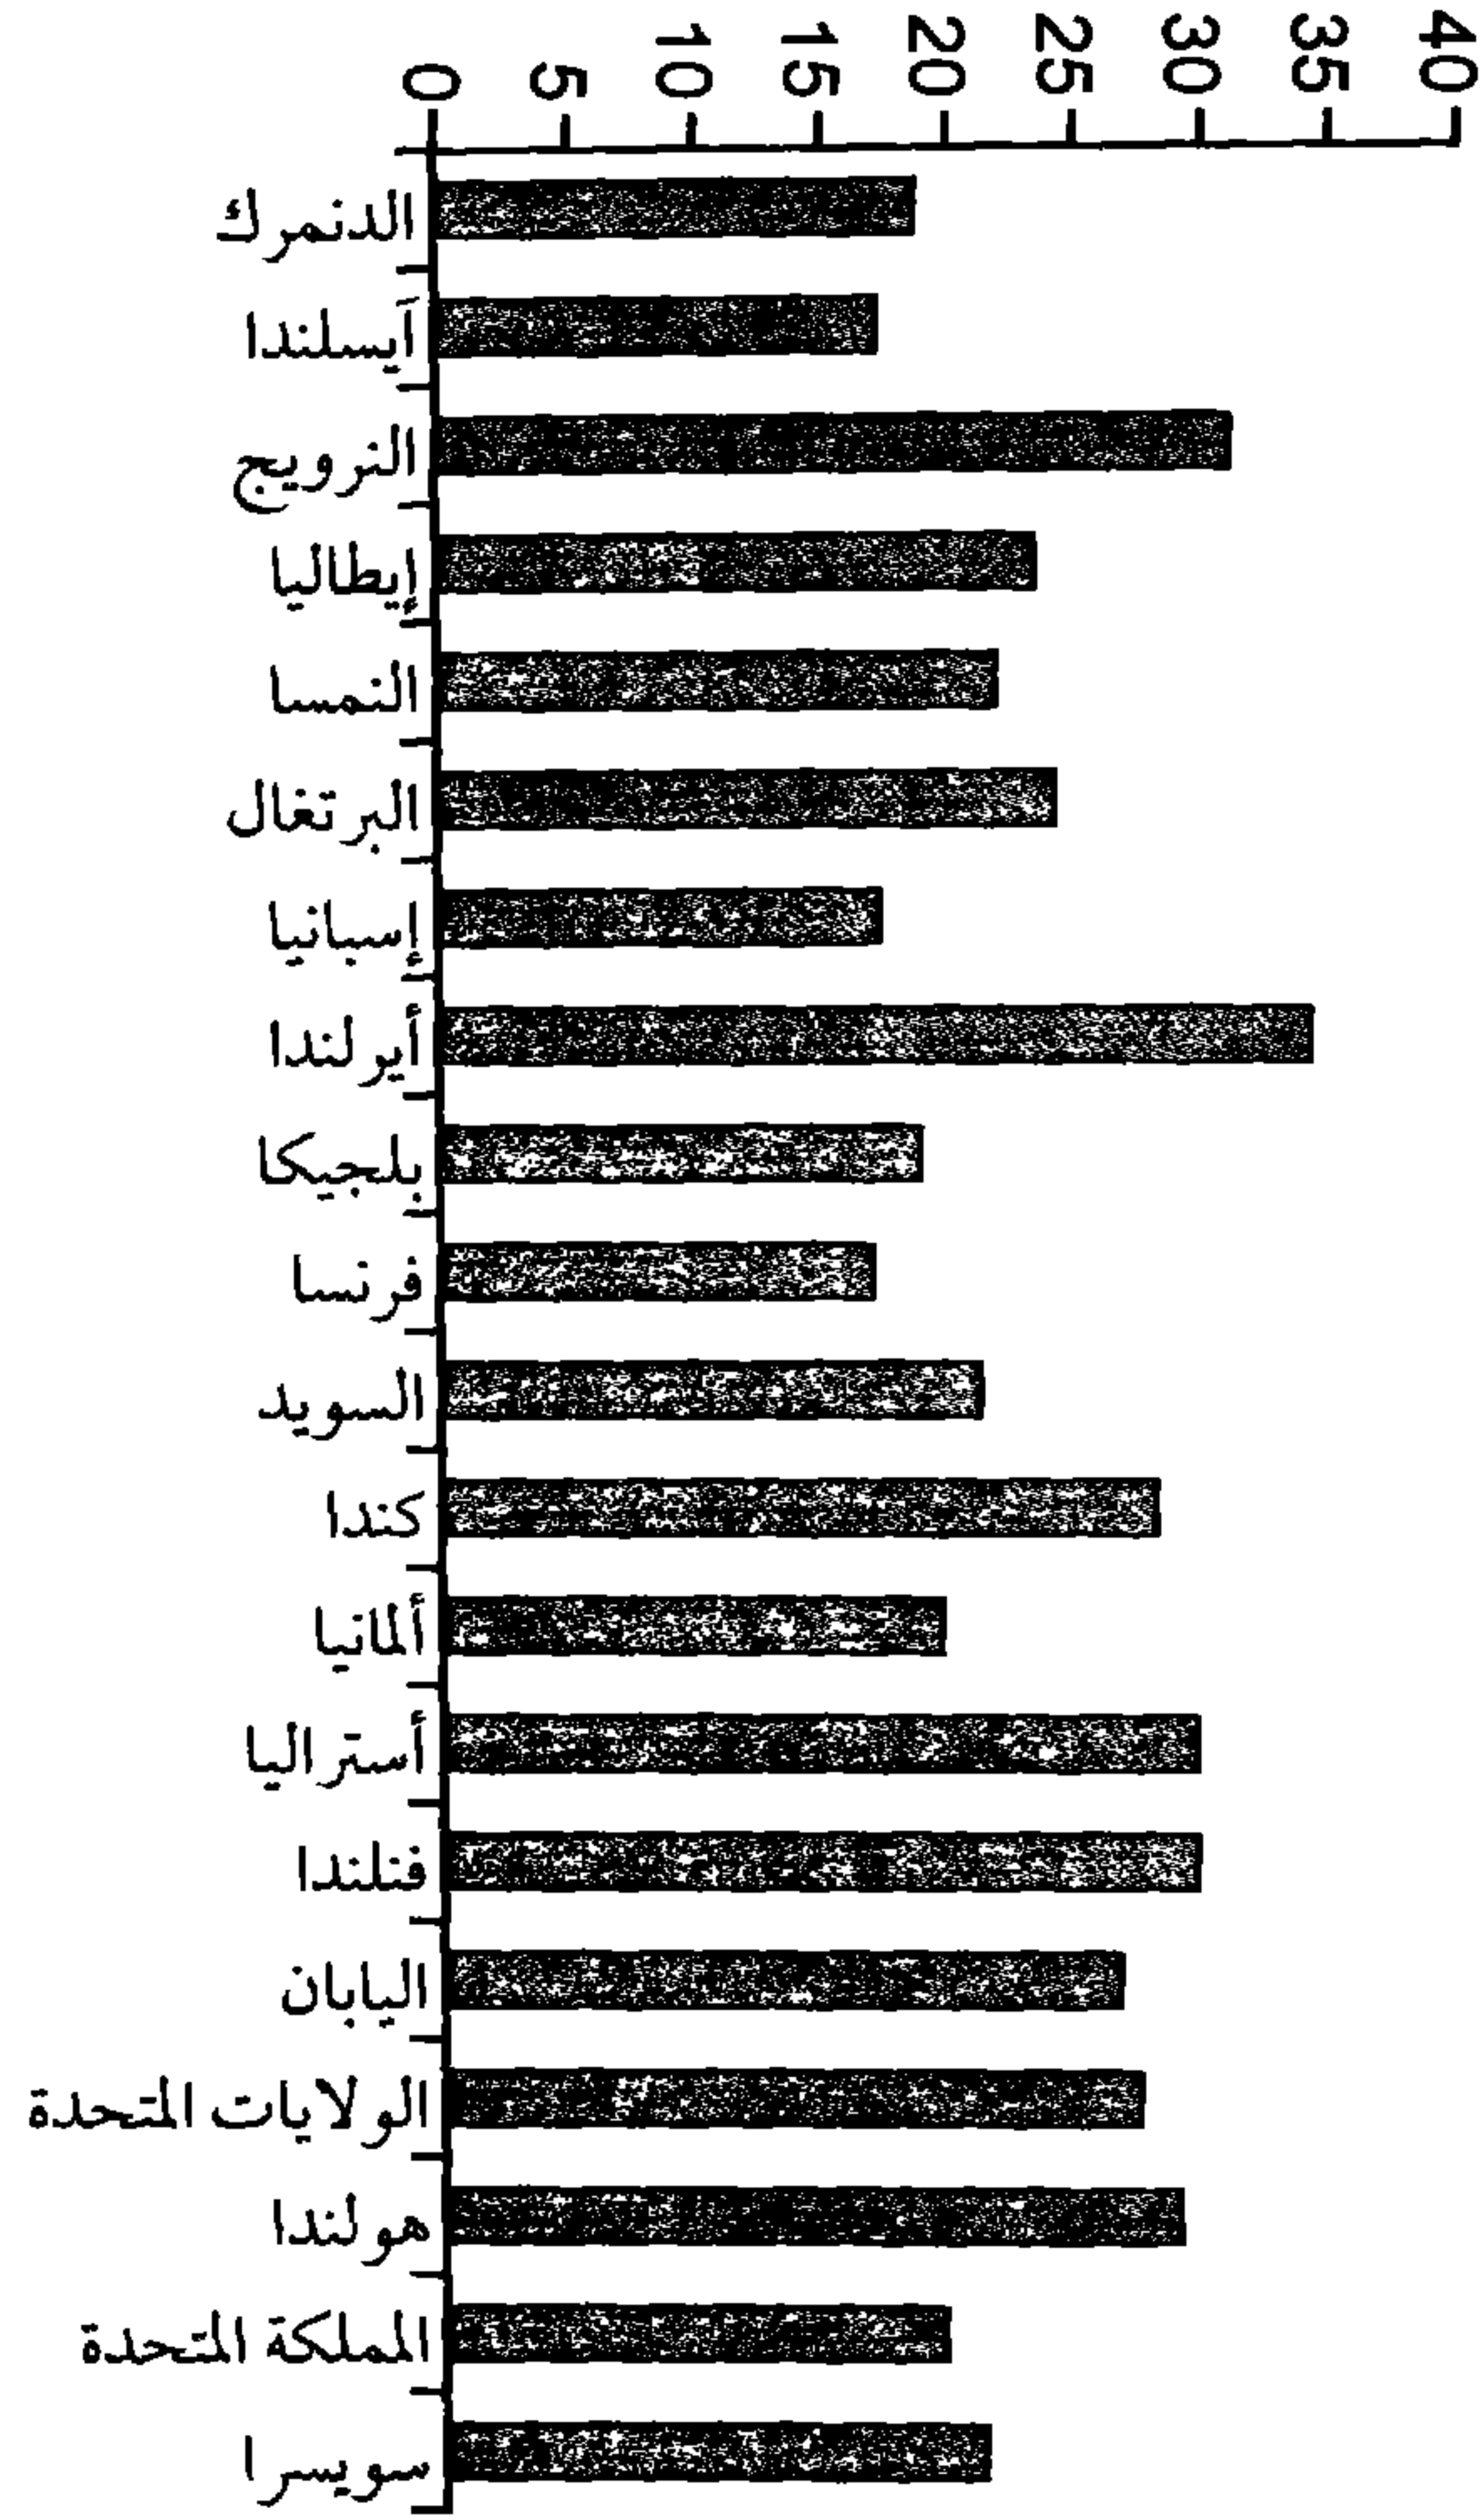 40
35
30
25
20
15
10
5
0
الدنمرك
آيسلندا
النرويج
إيطاليا
النمسا
البرتغال
إسبانيا
أيرلندا
بلجيكا
فرنسا
السويد
كندا
ألمانيا
أستراليا
فنلندا
اليابان
الولايات المتحدة
هولندا
المملكة المتحدة
سويسرا